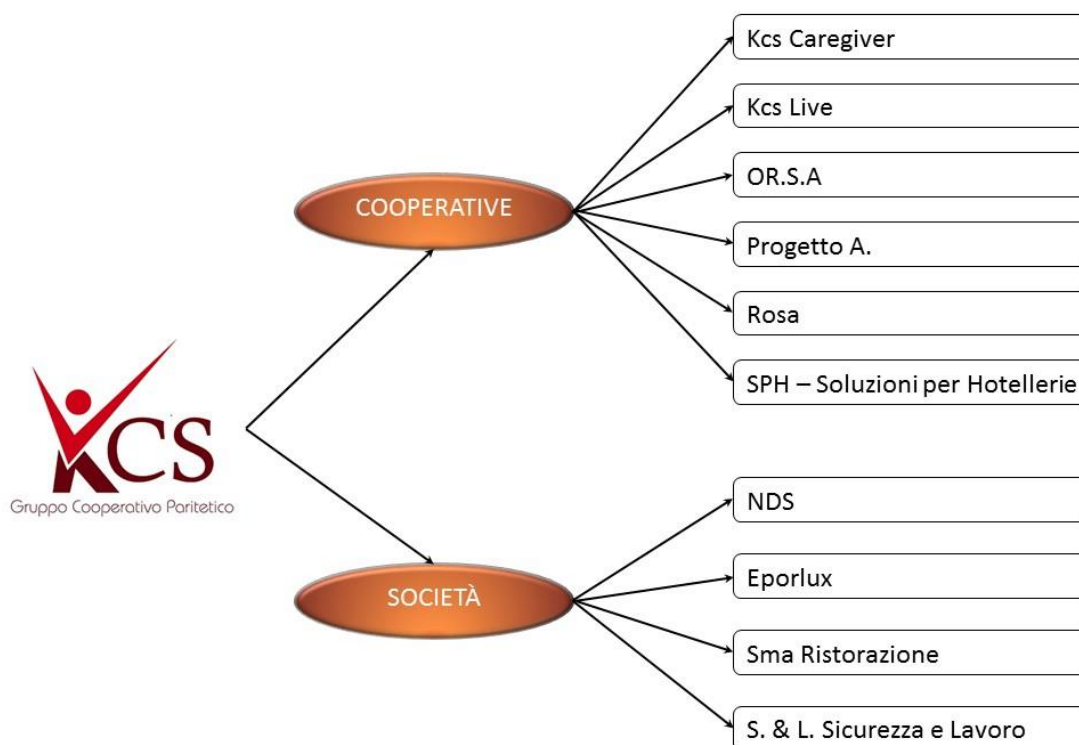 Kcs Caregiver
Kcs Live
OR.S.A
COOPERATIVE
Progetto A.
Rosa
SPH – Soluzioni per Hotellerie
KCS
Gruppo Cooperativo Paritetico
NDS
Eporlux
SOCIETÀ
Sma Ristorazione
S. & L. Sicurezza e Lavoro